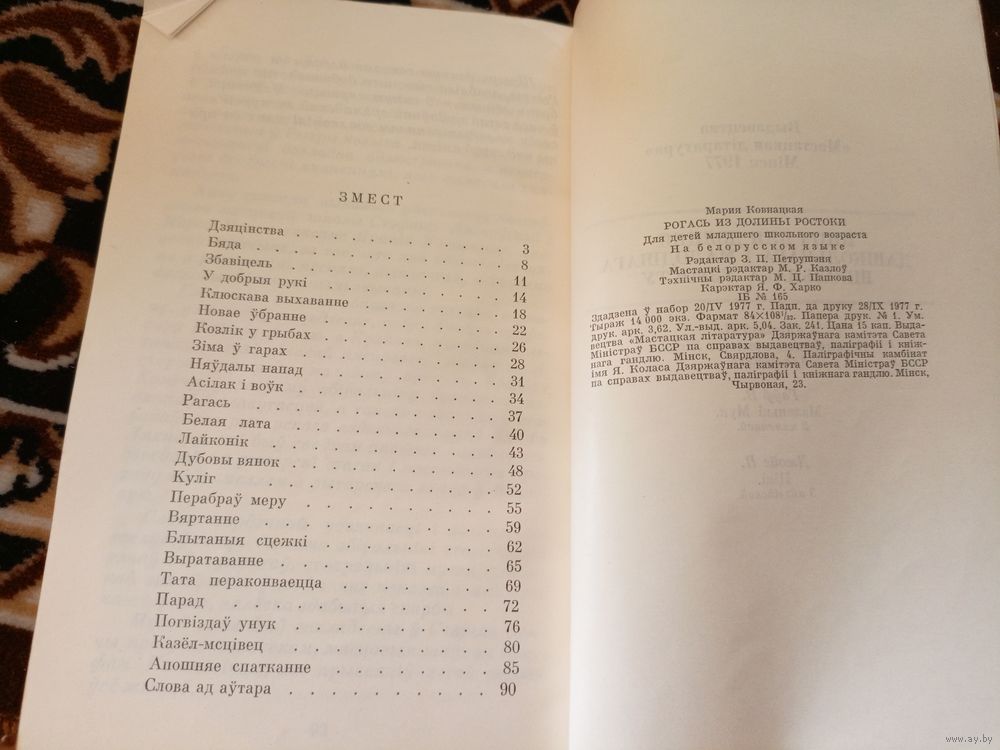 ЗМЕСТ
Дзяцінства . . . . . . . . . . . . 3
Бяда . . . . . . . . . . . . 8
Збавіцель . . . . . . . . . . . . 11
У добрыя рукі . . . . . . . . . . . 14
Клюскава выхаванне . . . . . . . . . 18
Новае ўбранне . . . . . . . . . . . 22
Козлік у грыбах . . . . . . . . . . 26
Зіма ў гарах . . . . . . . . . . . 28
Няўдалы напад . . . . . . . . . . 31
Асілак і воўк . . . . . . . . . . . 34
Рагась . . . . . . . . . . . . 37
Белая лата . . . . . . . . . . . 40
Лайконік . . . . . . . . . . . . 43
Дубовы вянок . . . . . . . . . . . 48
Куліг . . . . . . . . . . . . 52
Перабраў меру . . . . . . . . . . 55
Вяртанне . . . . . . . . . . . . 59
Блытаныя сцежкі . . . . . . . . . 62
Выратаванне . . . . . . . . . . . 65
Тата пераконваецца . . . . . . . . 69
Парад . . . . . . . . . . . . 72
Погвіздаў унук . . . . . . . . . . 76
Казёл-мсцівец . . . . . . . . . . 80
Апошняе спатканне . . . . . . . . . 85
Слова ад аўтара . . . . . . . . . . 90
Мария Ковнацкая
РОГАСЬ ИЗ ДОЛИНЫ РОСТОКИ
Для детей младшего школьного возраста
На белорусском языке
Рэдактар З. П. Петрушэня
Мастацкі рэдактар М. Р. Казлоў
Тэхнічны рэдактар М. Ц. Папкова
Карэктар Я. Ф. Харко
ІБ № 165
Здадзена ў набор 20/IV 1977 г. Падп. да друку 28/IX 1977 г.
Тыраж 14 000 экз. Фармат 84×108¹/₃₂. Папера друк. № 1. Ум.
друк. арк. 3,62. Ул.-выд. арк. 5,04. Зак. 241. Цана 15 кап. Выда-
вецтва «Мастацкая літаратура» Дзяржаўнага камітэта Савета
Міністраў БССР па справах выдавецтваў, паліграфіі і кніж-
нага гандлю. Мінск, Свярдлова, 4. Паліграфічны камбінат
імя Я. Коласа Дзяржаўнага камітэта Савета Міністраў БССР
па справах выдавецтваў, паліграфіі і кніжнага гандлю. Мінск,
Чырвоная, 23.
www.ay.by